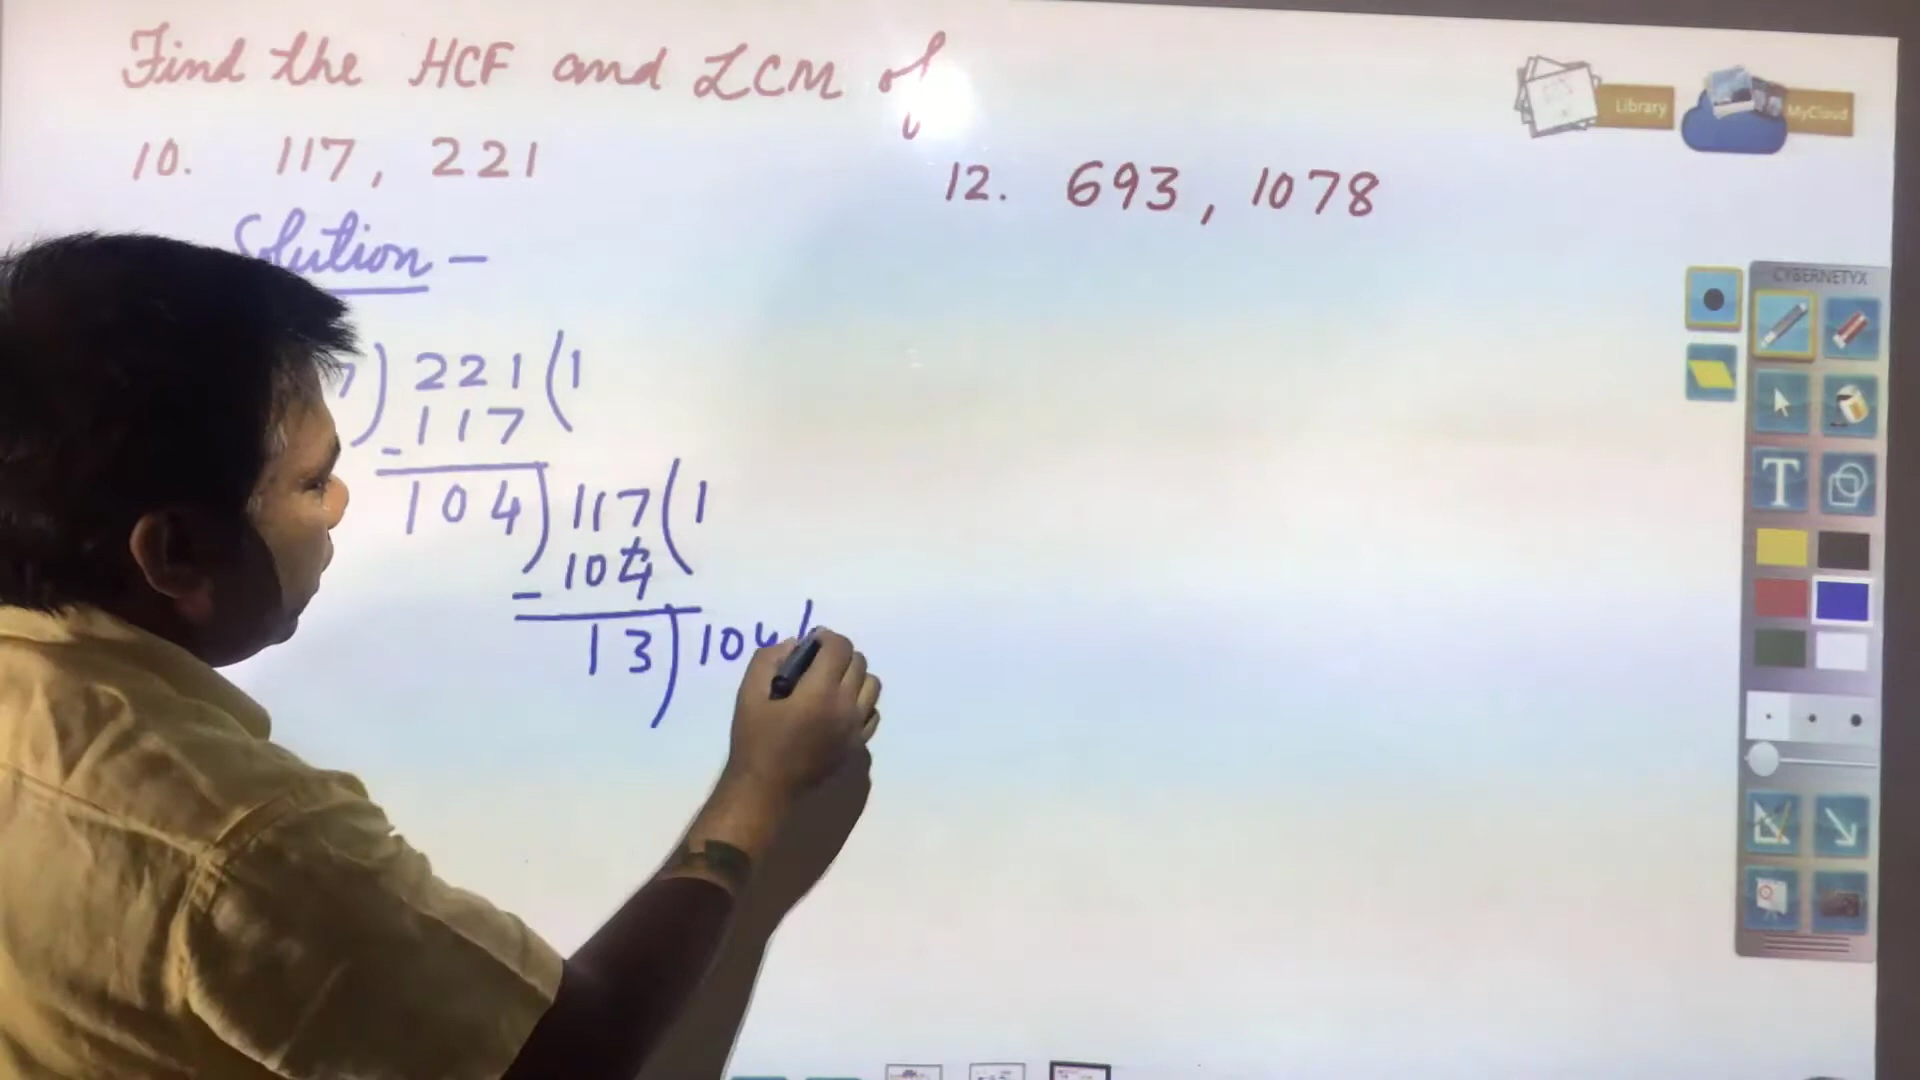 Find the HCF and LCM of
10. 117, 221
12. 693, 1078
Solution –
7) 221 (1
- 117
104) 117 (1
- 104
13) 104 (
Library
MyCloud
CYBERNETYX
T